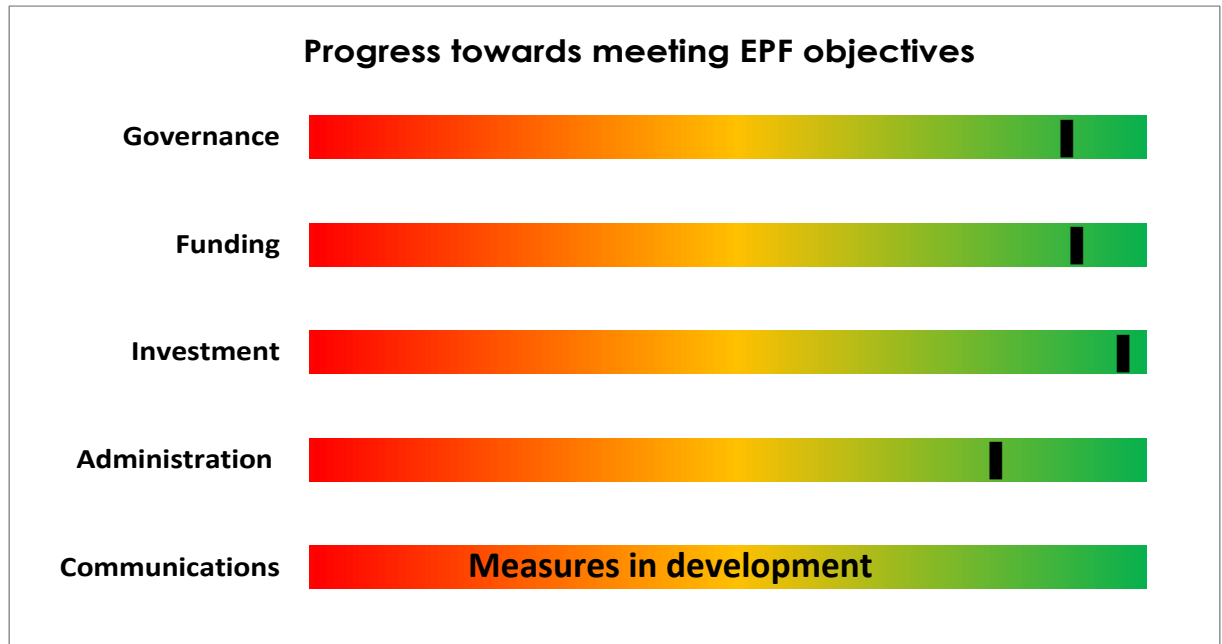 Progress towards meeting EPF objectives
Governance
Funding
Investment
Administration
Communications
Measures in development